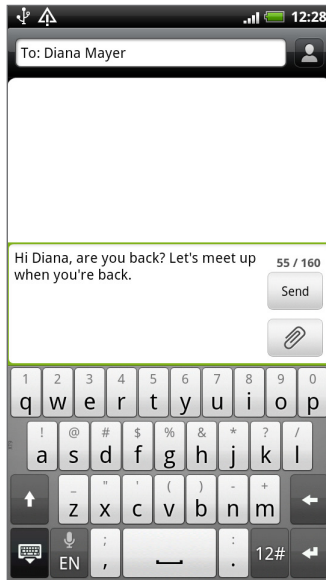 12:28
To: Diana Mayer
Hi Diana, are you back? Let's meet up
when you're back.
55 / 160
Send
1 2 3 4 5 6 7 8 9 0
q w e r t y u i o p
! @ # $ % & * ? /
a s d f g h j k l
_ " ' ( ) - +
z x c v b n m
EN ; , : . 12#